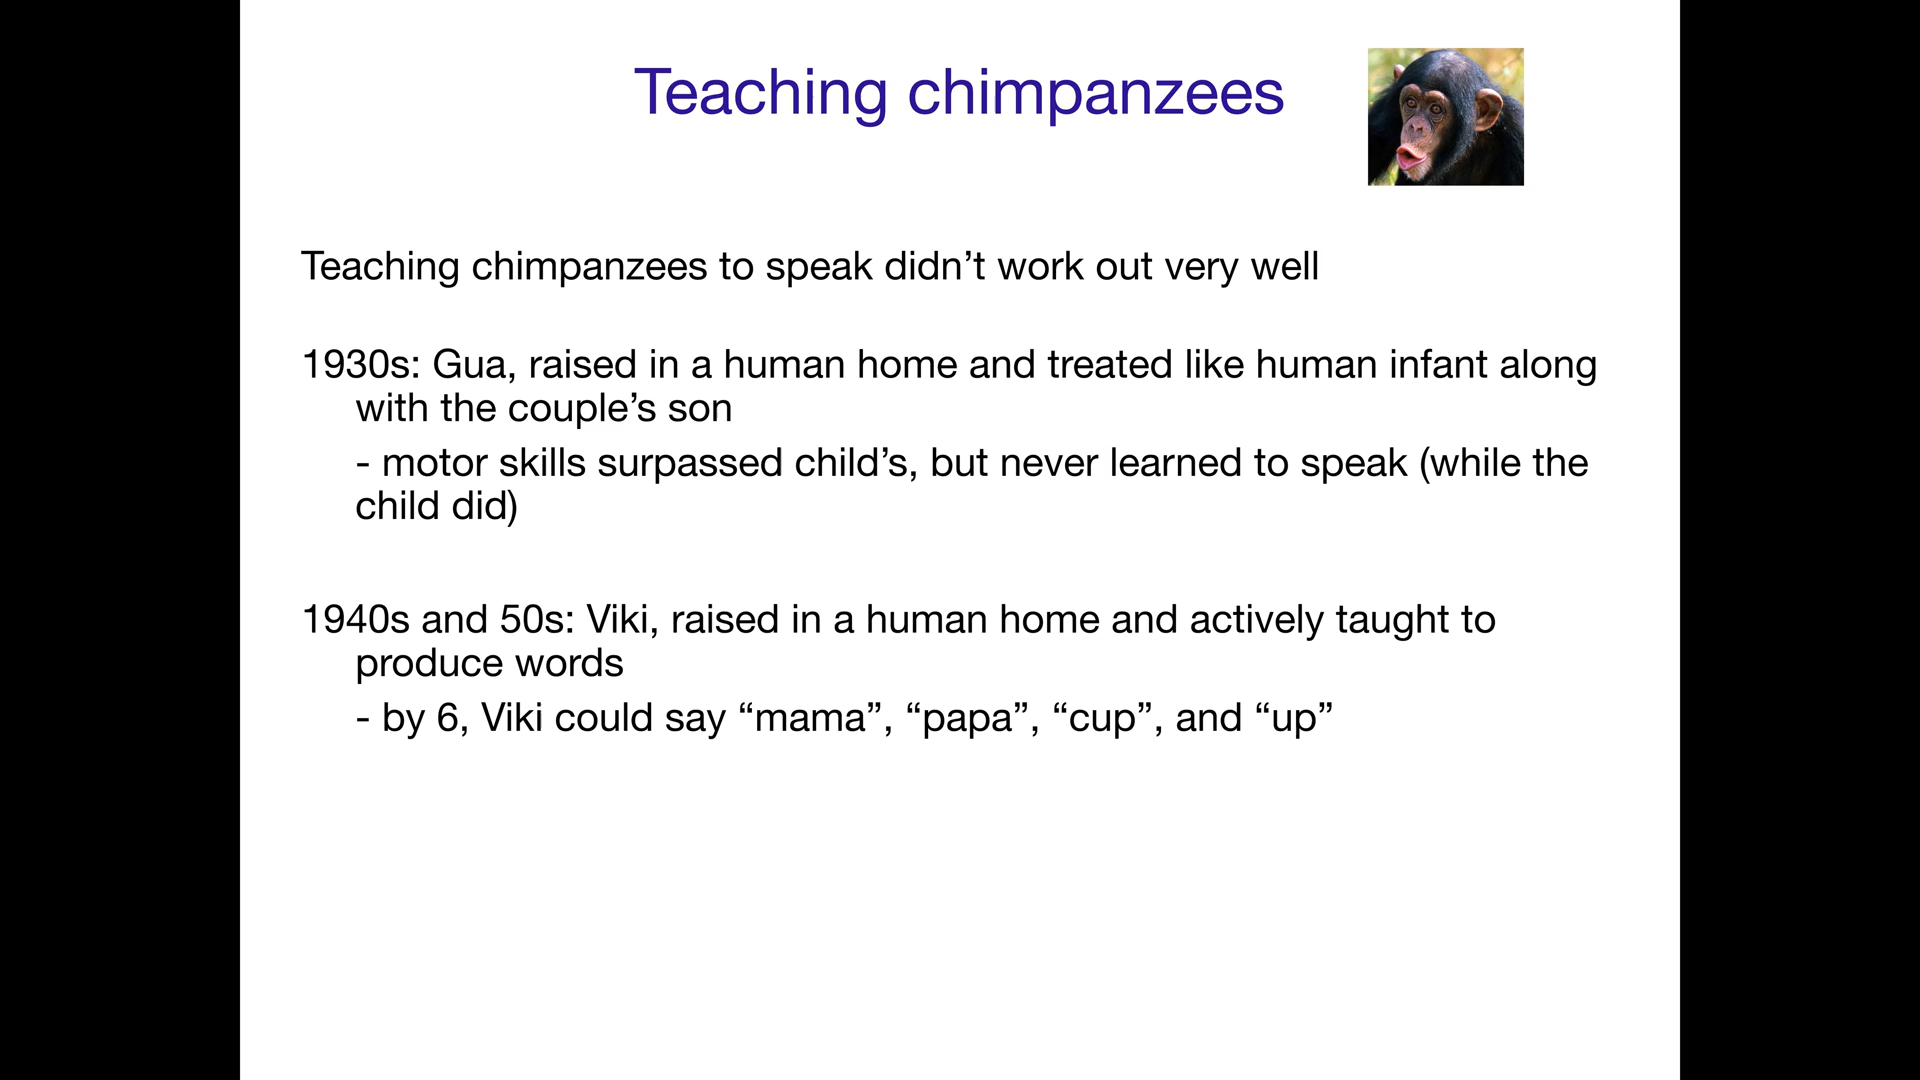 Teaching chimpanzees
Teaching chimpanzees to speak didn’t work out very well
1930s: Gua, raised in a human home and treated like human infant along
with the couple’s son
- motor skills surpassed child’s, but never learned to speak (while the
child did)
1940s and 50s: Viki, raised in a human home and actively taught to
produce words
- by 6, Viki could say “mama”, “papa”, “cup”, and “up”